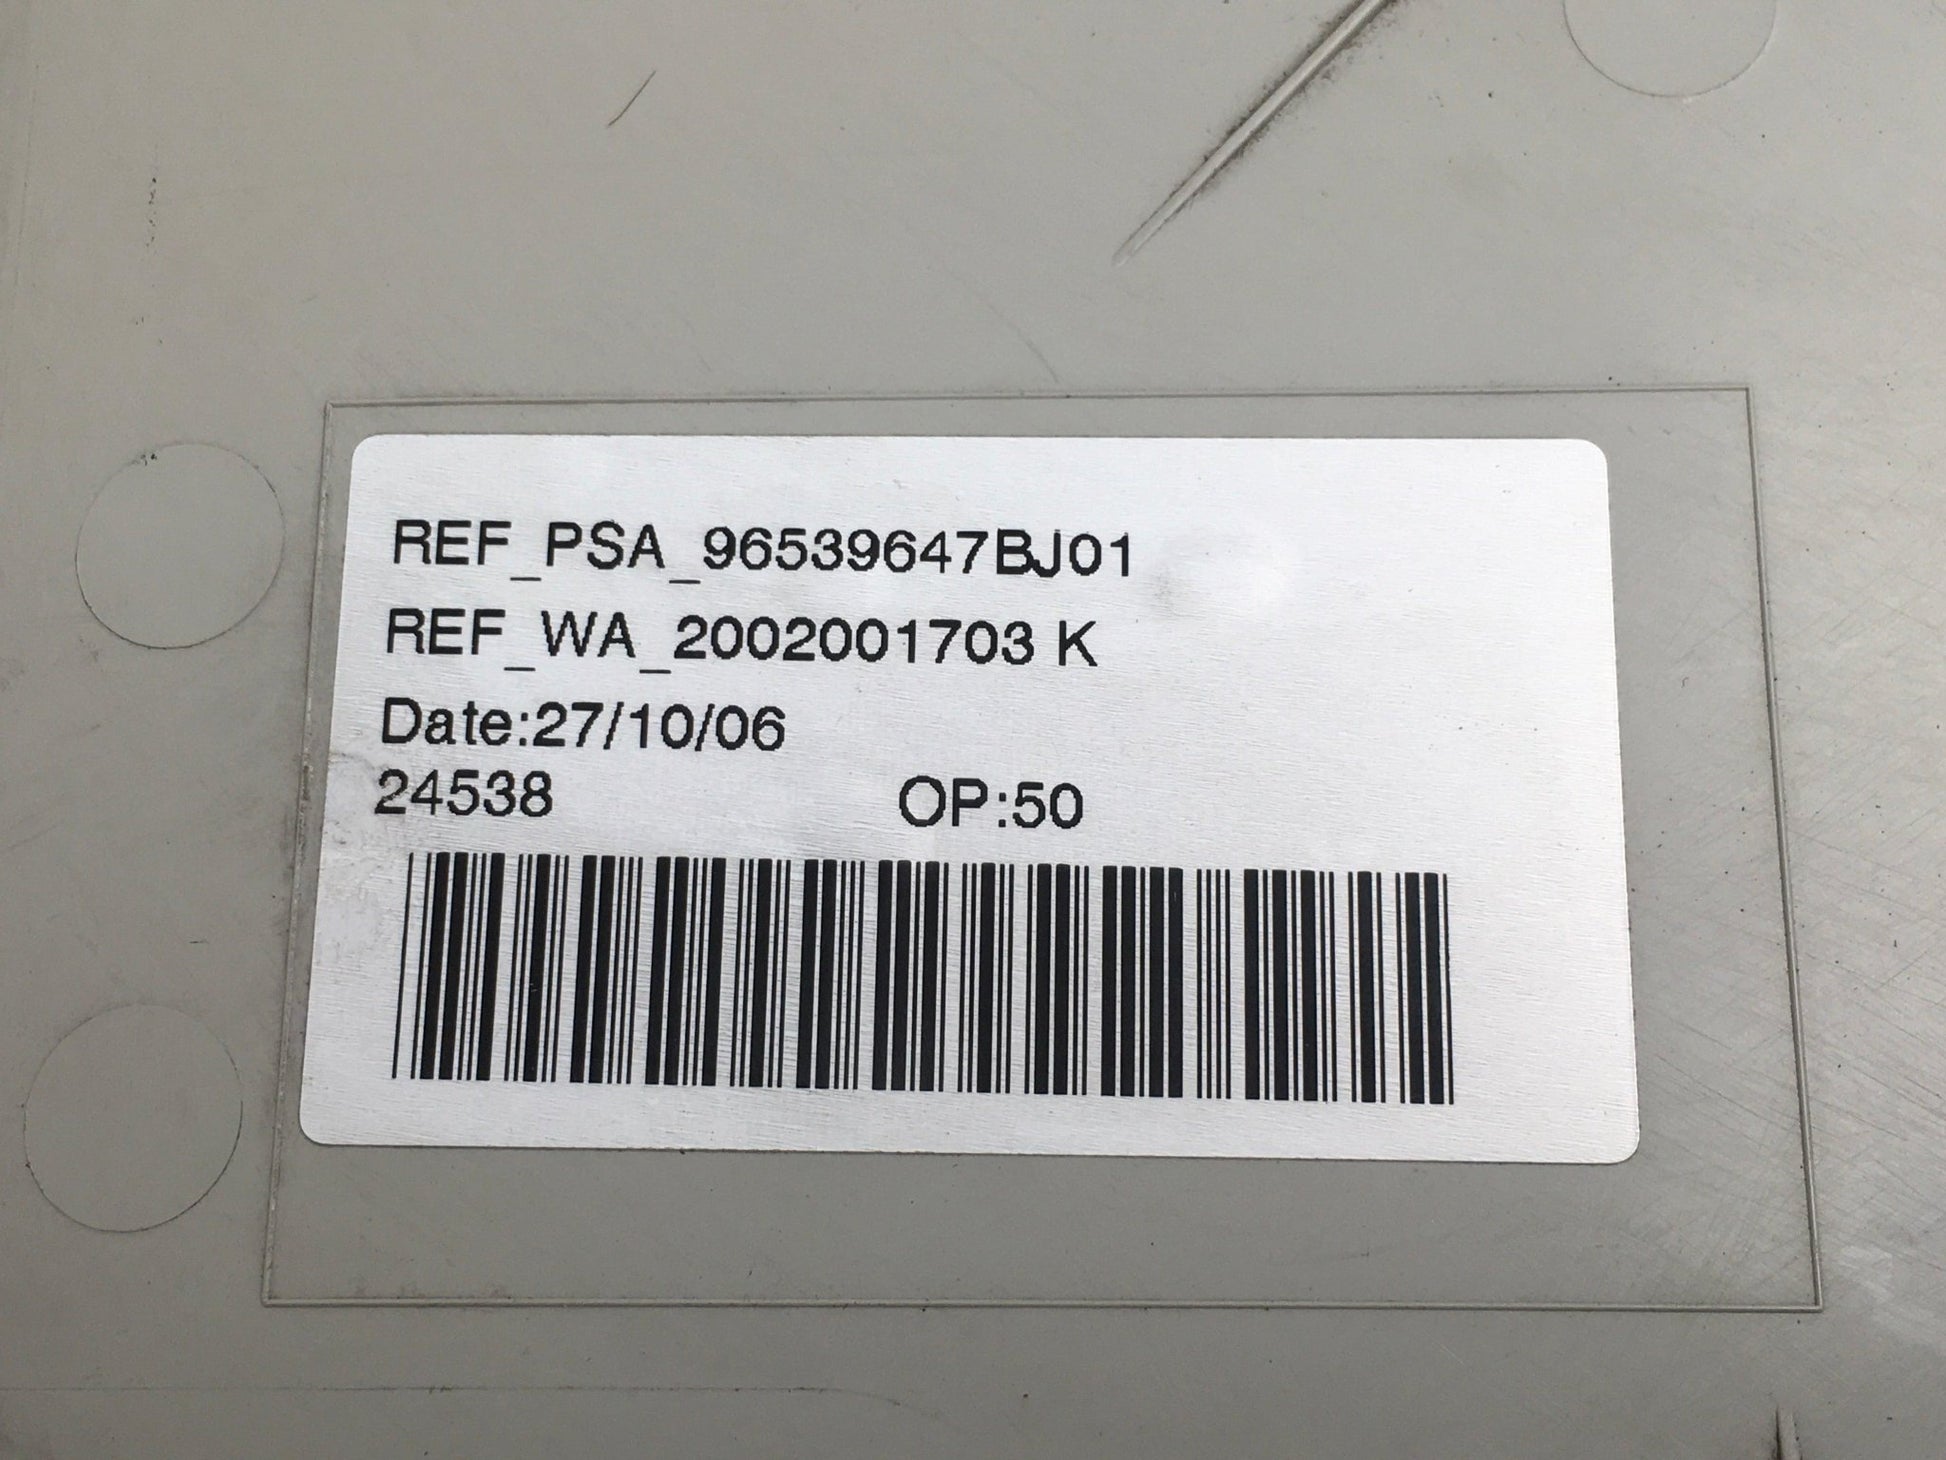 REF_PSA_96539647BJ01
REF_WA_2002001703 K
Date:27/10/06
24538 OP:50